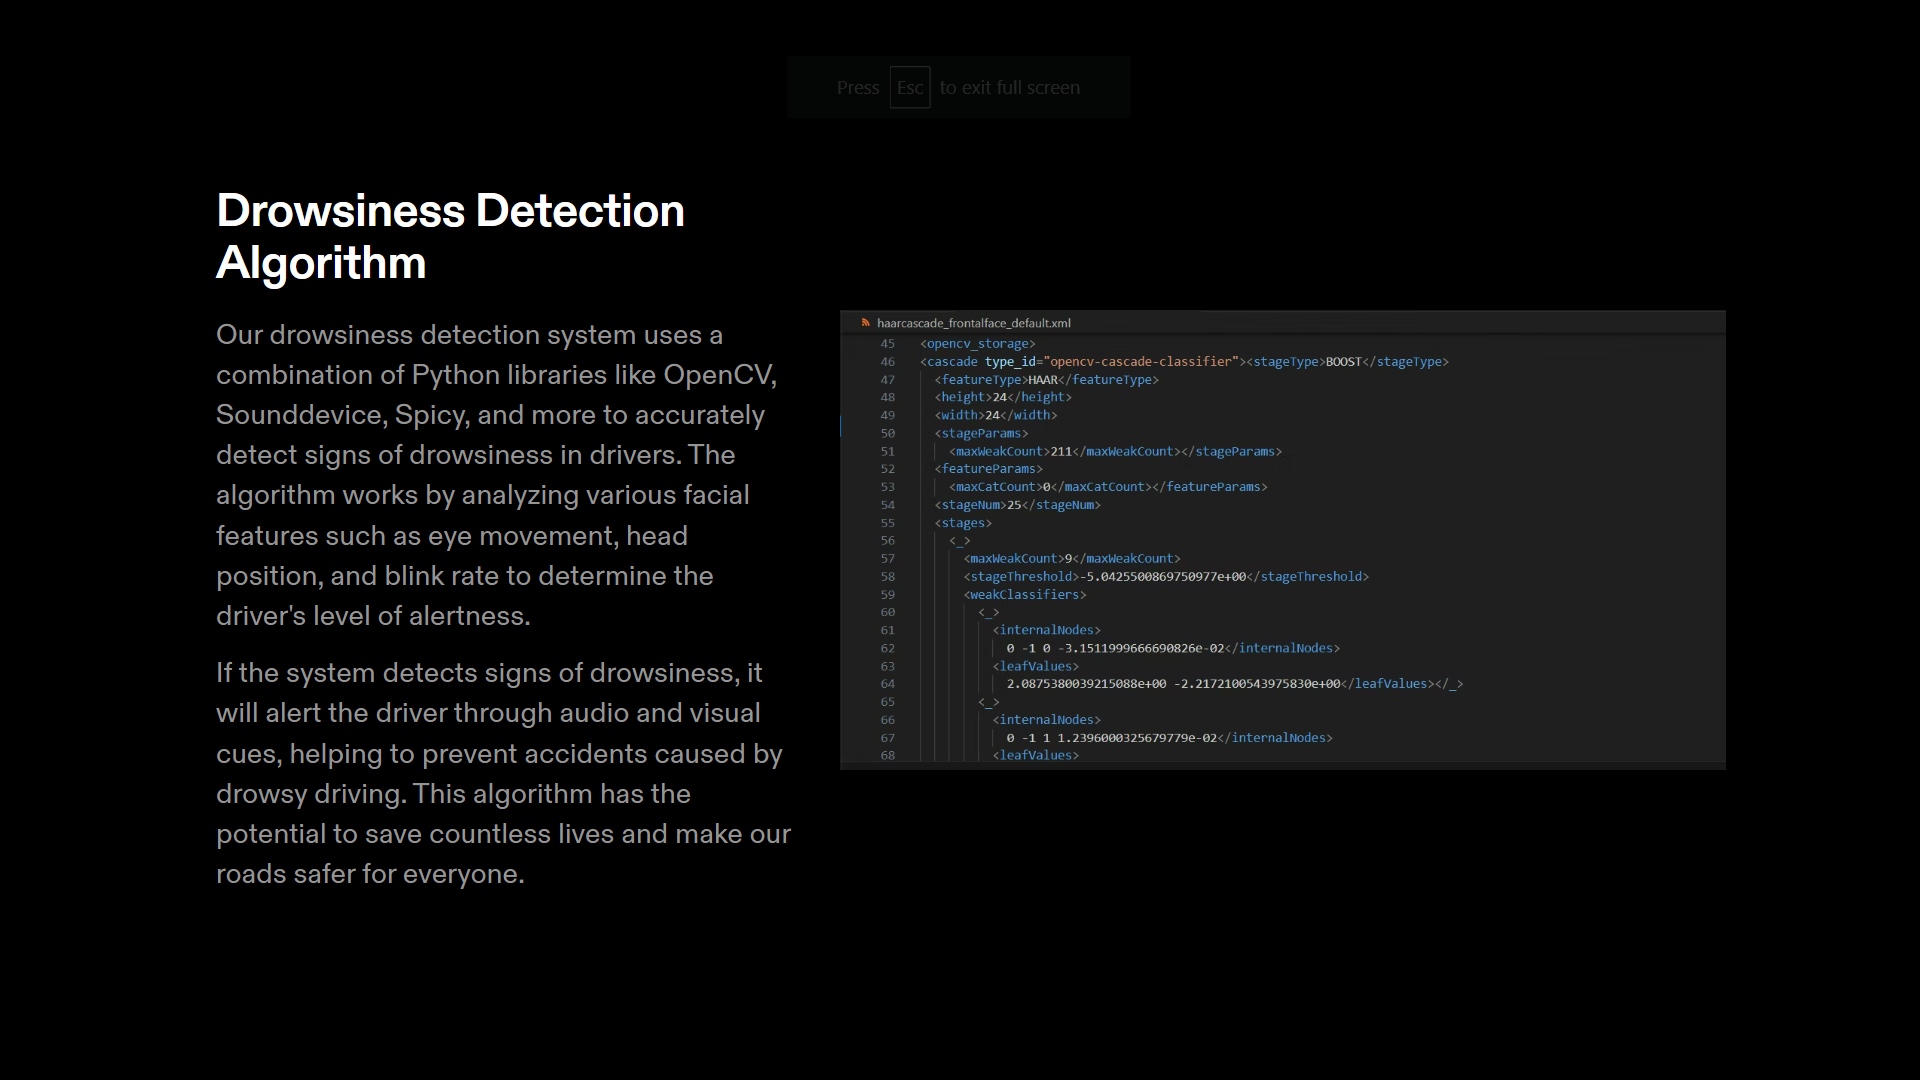 Press Esc to exit full screen
Drowsiness Detection
Algorithm
Our drowsiness detection system uses a
combination of Python libraries like OpenCV,
Sounddevice, Spicy, and more to accurately
detect signs of drowsiness in drivers. The
algorithm works by analyzing various facial
features such as eye movement, head
position, and blink rate to determine the
driver's level of alertness.
If the system detects signs of drowsiness, it
will alert the driver through audio and visual
cues, helping to prevent accidents caused by
drowsy driving. This algorithm has the
potential to save countless lives and make our
roads safer for everyone.
haarcascade_frontalface_default.xml
45 <opencv_storage>
46 <cascade type_id="opencv-cascade-classifier"><stageType>BOOST</stageType>
47 <featureType>HAAR</featureType>
48 <height>24</height>
49 <width>24</width>
50 <stageParams>
51 <maxWeakCount>211</maxWeakCount></stageParams>
52 <featureParams>
53 <maxCatCount>0</maxCatCount></featureParams>
54 <stageNum>25</stageNum>
55 <stages>
56 <_>
57 <maxWeakCount>9</maxWeakCount>
58 <stageThreshold>-5.0425500869750977e+00</stageThreshold>
59 <weakClassifiers>
60 <_>
61 <internalNodes>
62 0 -1 0 -3.1511999666690826e-02</internalNodes>
63 <leafValues>
64 2.0875380039215088e+00 -2.2172100543975830e+00</leafValues></_>
65 <_>
66 <internalNodes>
67 0 -1 1 1.2396000325679779e-02</internalNodes>
68 <leafValues>